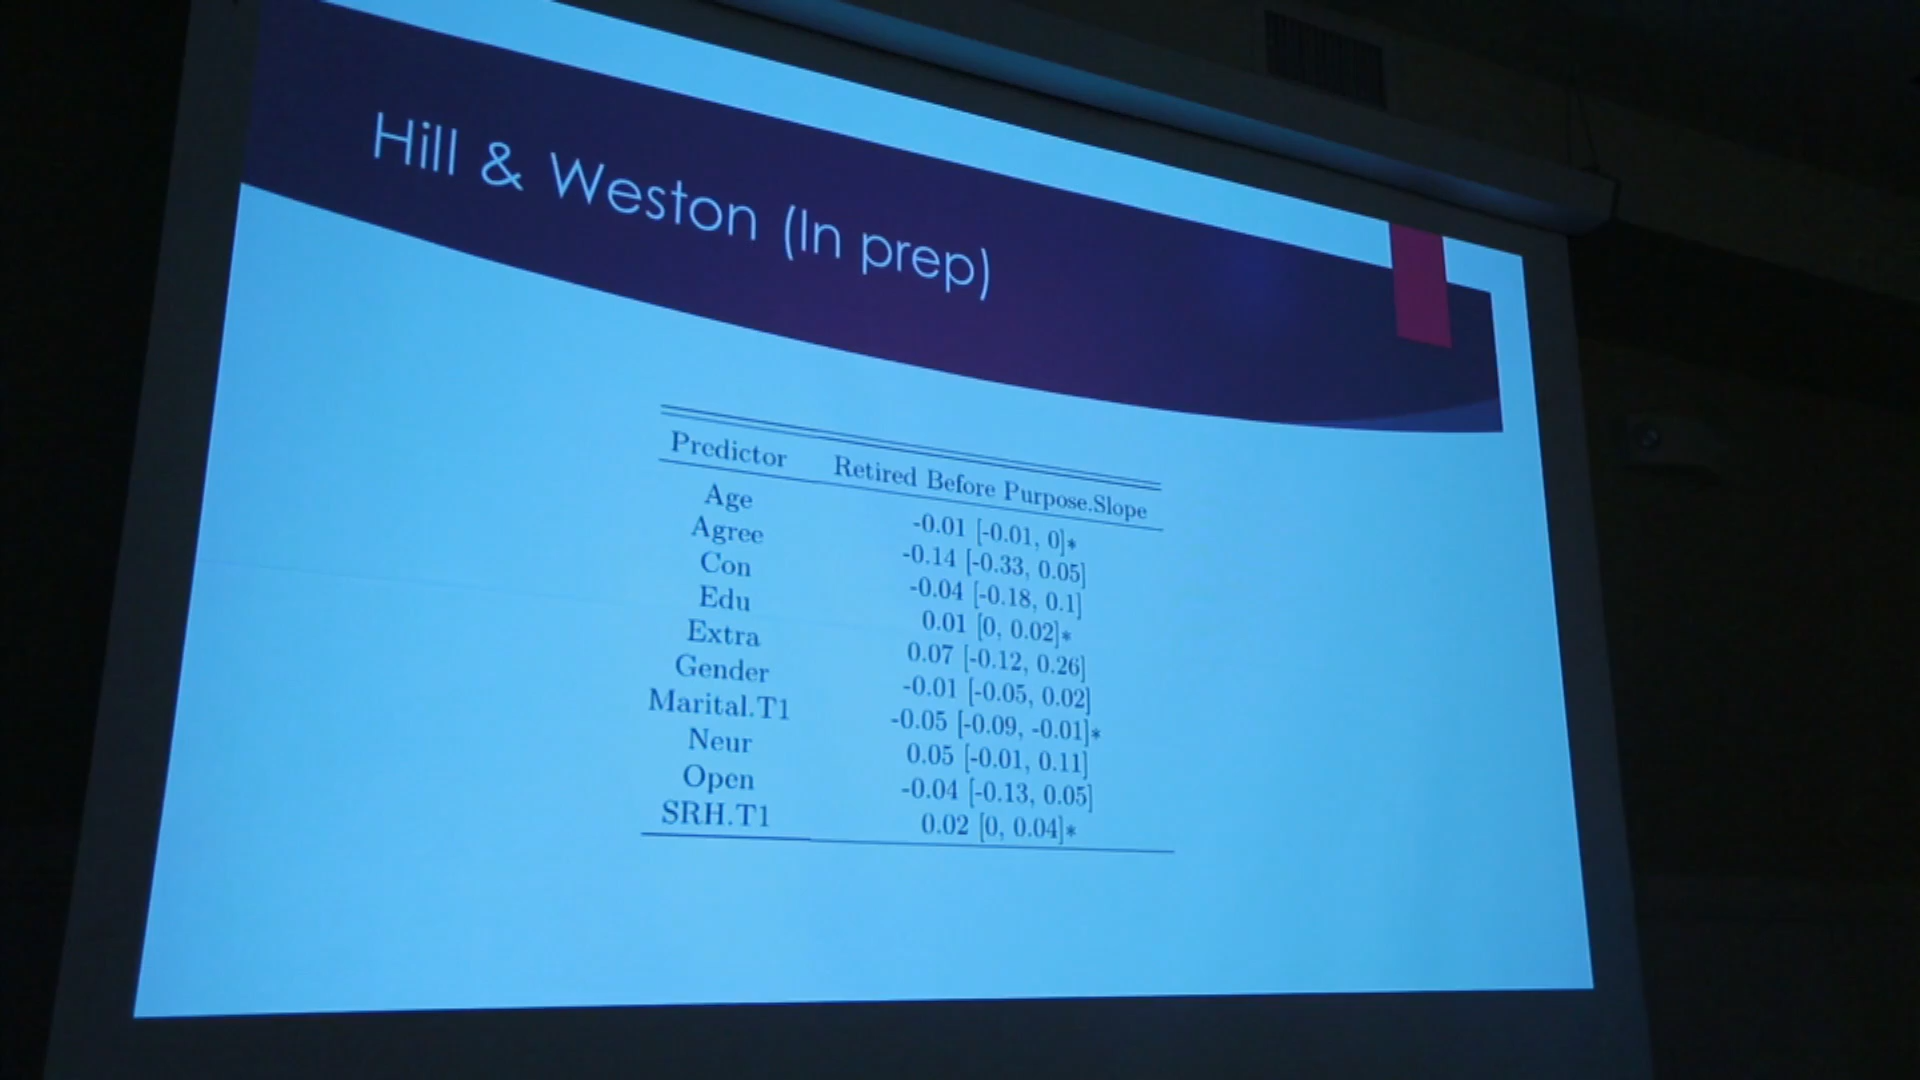 Hill & Weston (In prep)
Predictor Retired Before Purpose.Slope
Age -0.01 [-0.01, 0]*
Agree -0.14 [-0.33, 0.05]
Con -0.04 [-0.18, 0.1]
Edu 0.01 [0, 0.02]*
Extra 0.07 [-0.12, 0.26]
Gender -0.01 [-0.05, 0.02]
Marital.T1 -0.05 [-0.09, -0.01]*
Neur 0.05 [-0.01, 0.11]
Open -0.04 [-0.13, 0.05]
SRH.T1 0.02 [0, 0.04]*